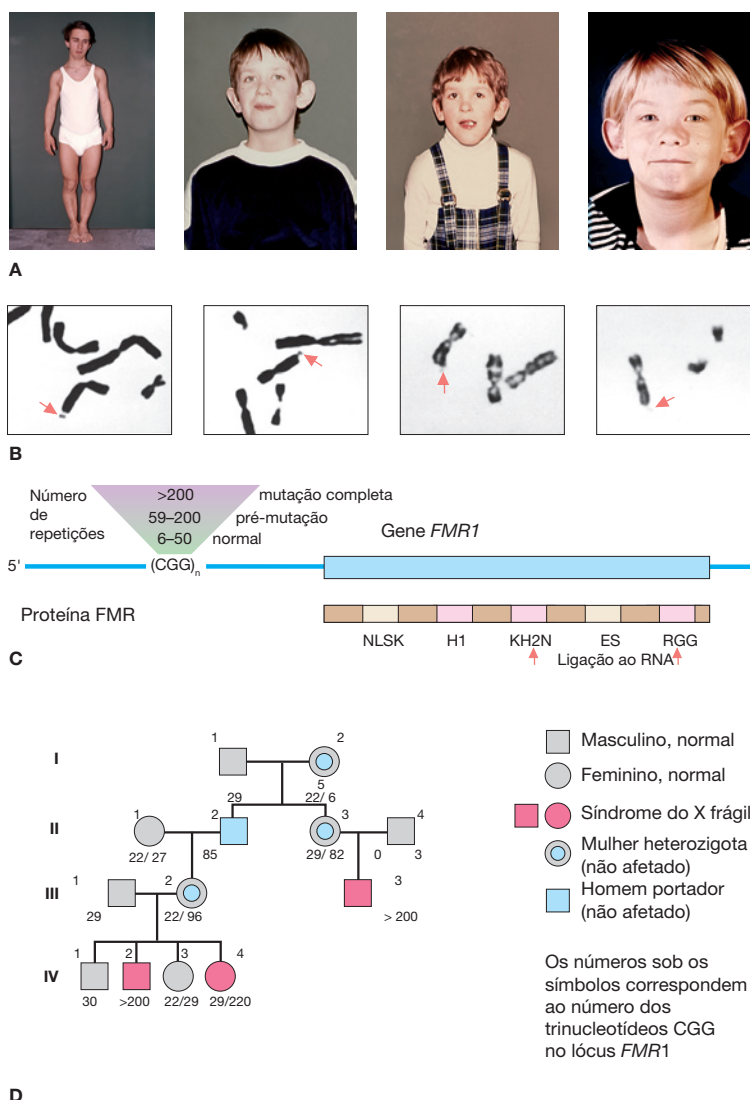 A
B
Número
de
repetições
>200 mutação completa
59–200 pré-mutação
6–50 normal
Gene FMR1
5' (CGG)n
Proteína FMR
NLSK H1 KH2N ES RGG
Ligação ao RNA
C
1 2
I
5
29 22/ 6
1 2 3 4
II
22/ 27 85 29/ 82 0 3
1 2 3
III
29 22/ 96 > 200
1 2 3 4
IV
30 >200 22/29 29/220
Masculino, normal
Feminino, normal
Síndrome do X frágil
Mulher heterozigota
(não afetado)
Homem portador
(não afetado)
Os números sob os
símbolos correspondem
ao número dos
trinucleotídeos CGG
no lócus FMR1
D